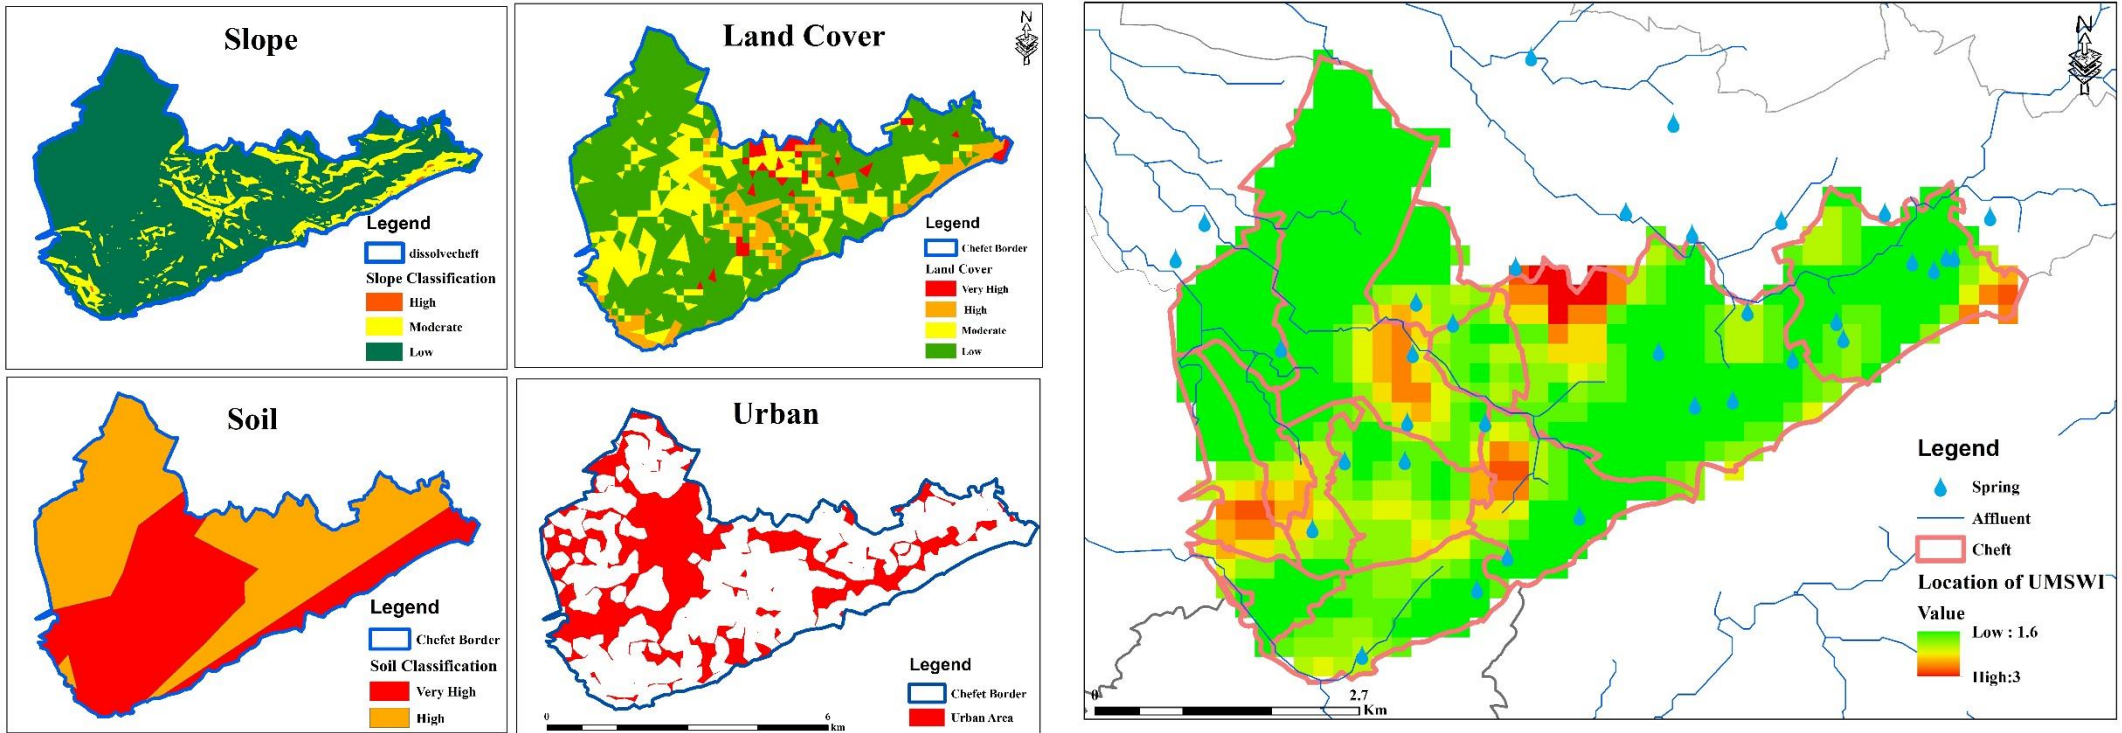 Slope
Legend
dissolvecheft
Slope Classification
High
Moderate
Low
Land Cover
N
Legend
Chefet Border
Land Cover
Very High
High
Moderate
Low
Soil
Legend
Chefet Border
Soil Classification
Very High
High
Urban
Legend
Chefet Border
Urban Area
0 6
km
N
Legend
Spring
Affluent
Cheft
Location of UMSWI
Value
Low : 1.6
High:3
0 2.7
Km